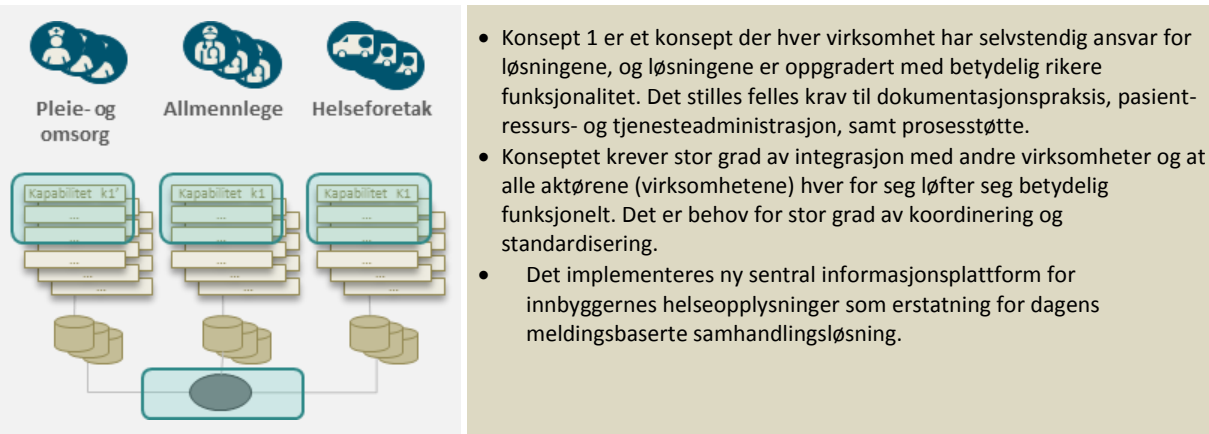 Pleie- og
omsorg
Allmennlege
Helseforetak
Kapabilitet k1’
...
...
...
...
...
Kapabilitet k1
...
...
...
...
...
Kapabilitet K1
...
...
...
...
...
• Konsept 1 er et konsept der hver virksomhet har selvstendig ansvar for
løsningene, og løsningene er oppgradert med betydelig rikere
funksjonalitet. Det stilles felles krav til dokumentasjonspraksis, pasient-
ressurs- og tjenesteadministrasjon, samt prosesstøtte.
• Konseptet krever stor grad av integrasjon med andre virksomheter og at
alle aktørene (virksomhetene) hver for seg løfter seg betydelig
funksjonelt. Det er behov for stor grad av koordinering og
standardisering.
• Det implementeres ny sentral informasjonsplattform for
innbyggernes helseopplysninger som erstatning for dagens
meldingsbaserte samhandlingsløsning.